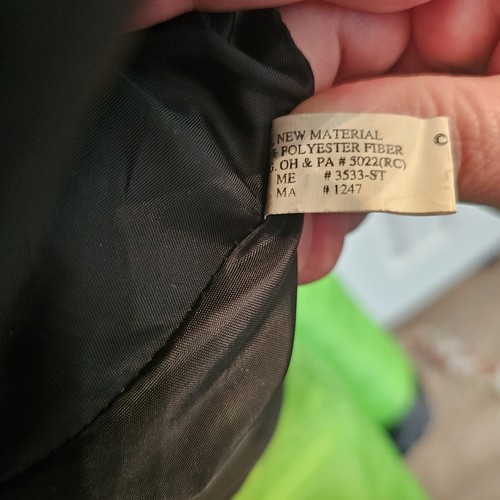 NEW MATERIAL
% POLYESTER FIBER
. OH & PA # 5022(RC)
ME # 3533-ST
MA # 1247
©